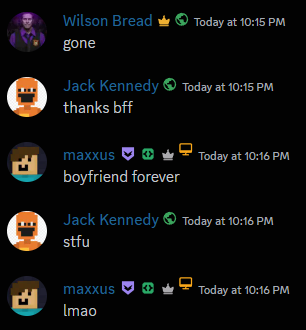 Wilson Bread Today at 10:15 PM
gone
Jack Kennedy Today at 10:15 PM
thanks bff
maxxus Today at 10:16 PM
boyfriend forever
Jack Kennedy Today at 10:16 PM
stfu
maxxus Today at 10:16 PM
lmao